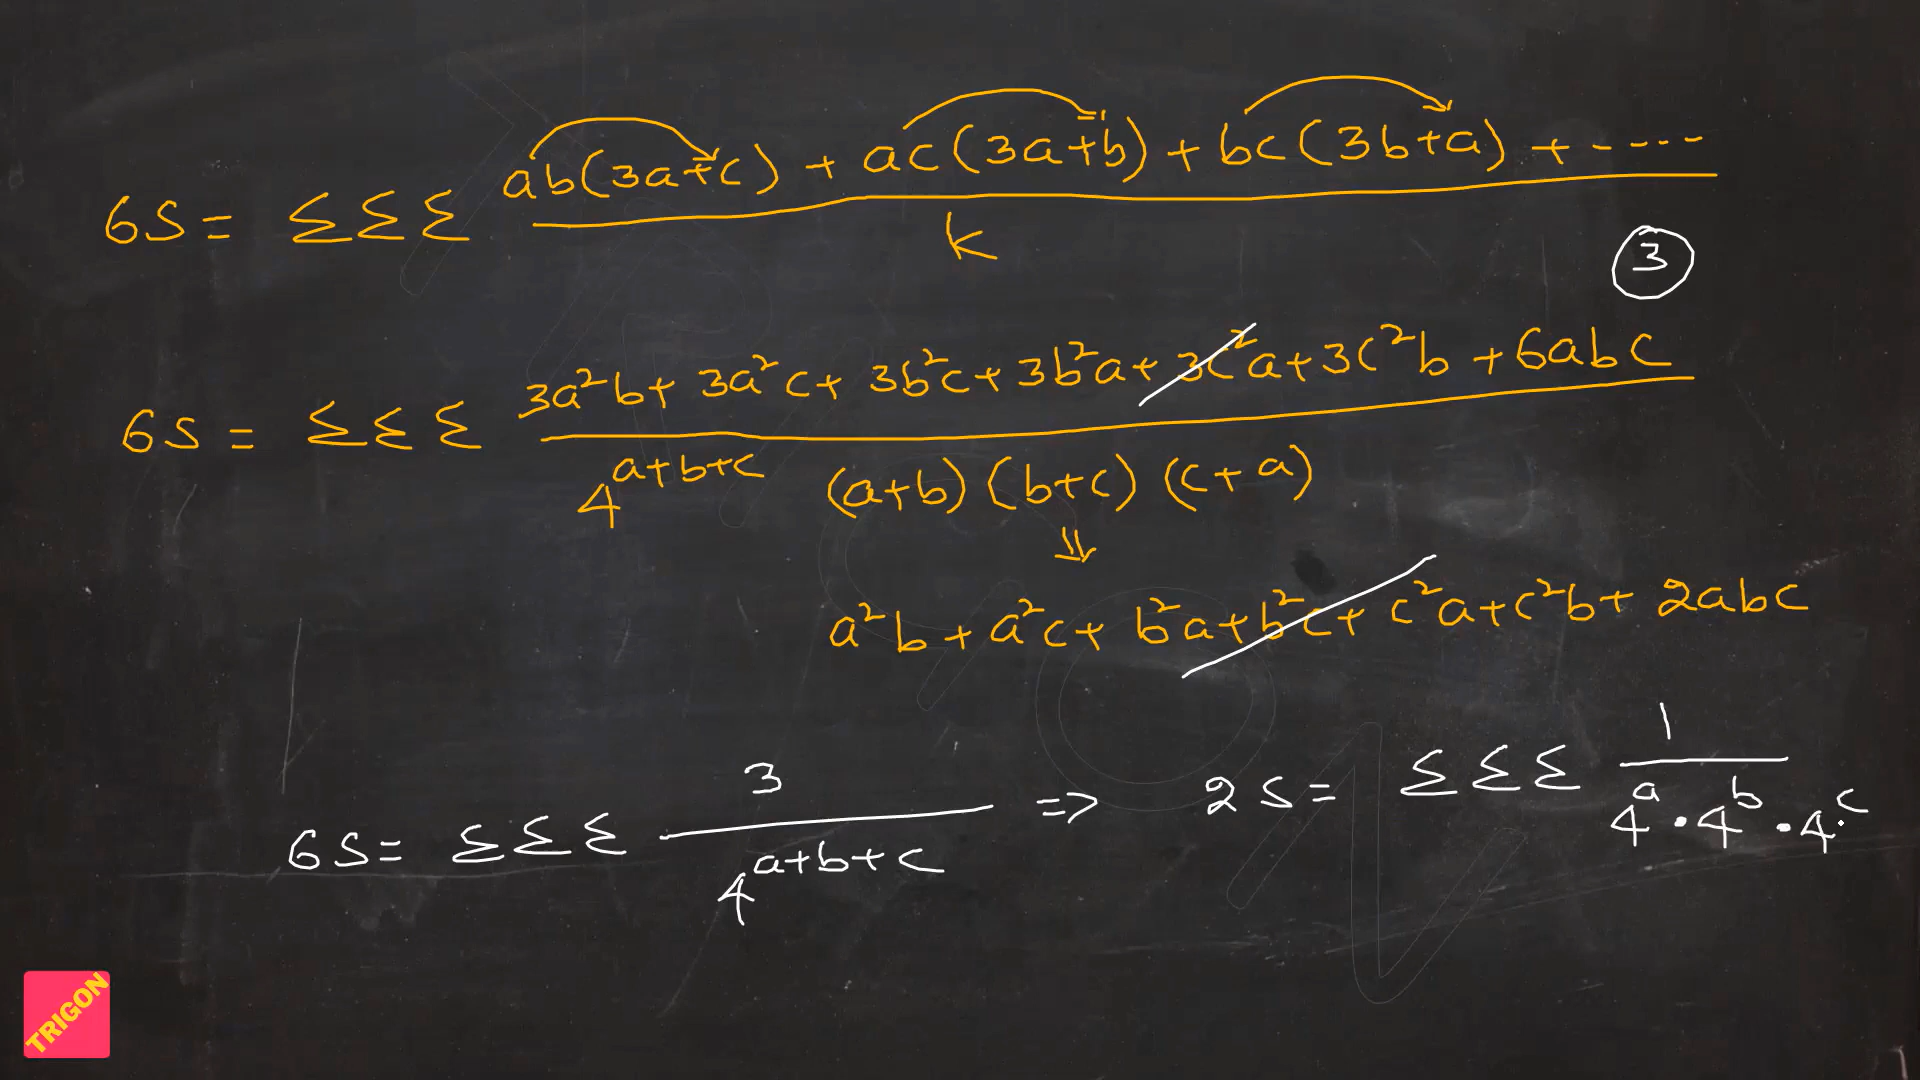 6S = ΣΣΣ (ab(3a+c) + ac(3a+b) + bc(3b+a) + ....) / k
3
6S = ΣΣΣ (3a²b + 3a²c + 3b²c + 3b²a + 3c²a + 3c²b + 6abc) / (4^(a+b+c) (a+b) (b+c) (c+a))
⇓
a²b + a²c + b²a + b²c + c²a + c²b + 2abc
6S = ΣΣΣ 3 / 4^(a+b+c) ⇒ 2S = ΣΣΣ 1 / (4^a · 4^b · 4^c)
TRIGON